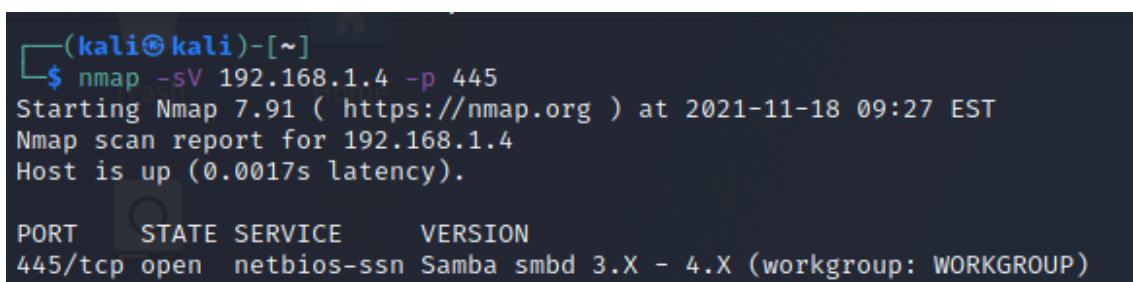 (kali㉿kali)-[~]
$ nmap -sV 192.168.1.4 -p 445
Starting Nmap 7.91 ( https://nmap.org ) at 2021-11-18 09:27 EST
Nmap scan report for 192.168.1.4
Host is up (0.0017s latency).
PORT    STATE SERVICE     VERSION
445/tcp open  netbios-ssn Samba smbd 3.X - 4.X (workgroup: WORKGROUP)